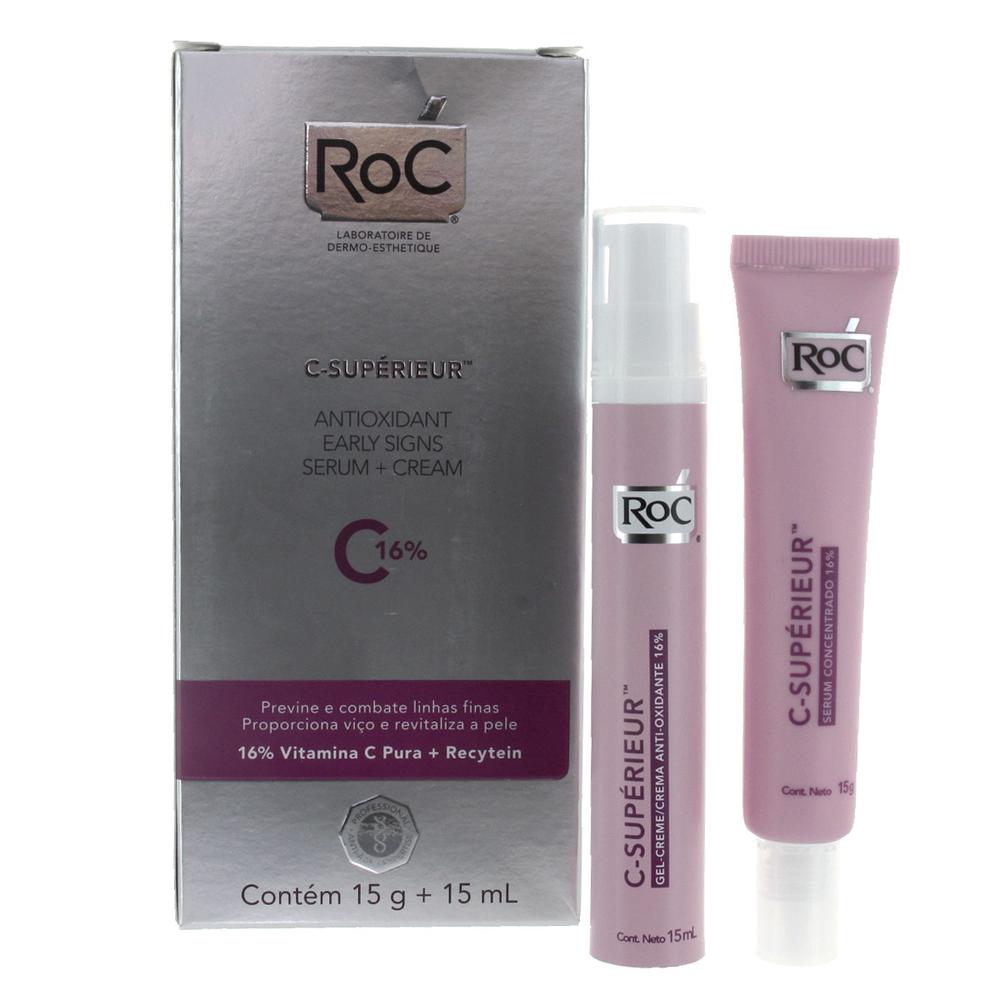 RoC®
LABORATOIRE DE
DERMO-ESTHETIQUE
C-SUPÉRIEUR™
ANTIOXIDANT
EARLY SIGNS
SERUM + CREAM
C16%
Previne e combate linhas finas
Proporciona viço e revitaliza a pele
16% Vitamina C Pura + Recytein
PROFESSIONAL
Contém 15 g + 15 mL
RoC®
C-SUPÉRIEUR™
GEL-CREME/CREMA ANTI-OXIDANTE 16%
Cont. Neto 15mL
RoC®
C-SUPÉRIEUR™
SERUM CONCENTRADO 16%
Cont. Neto 15g